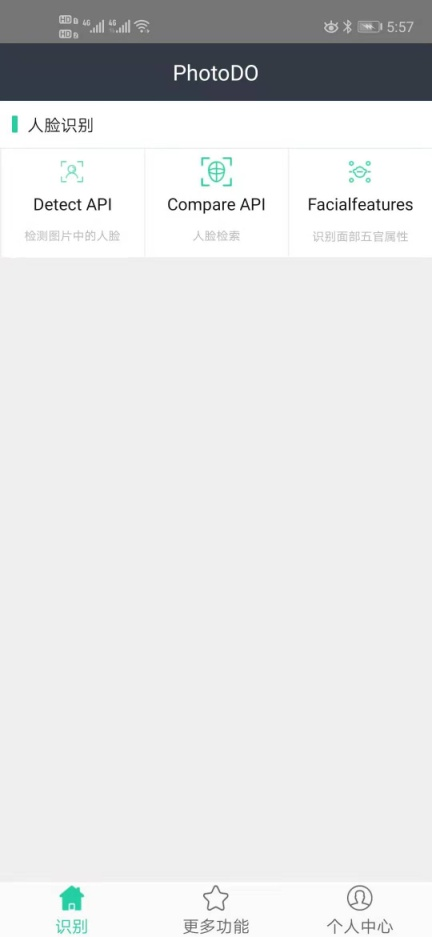 5:57
PhotoDO
人脸识别
Detect API
Compare API
Facialfeatures
检测图片中的人脸
人脸检索
识别面部五官属性
识别
更多功能
个人中心